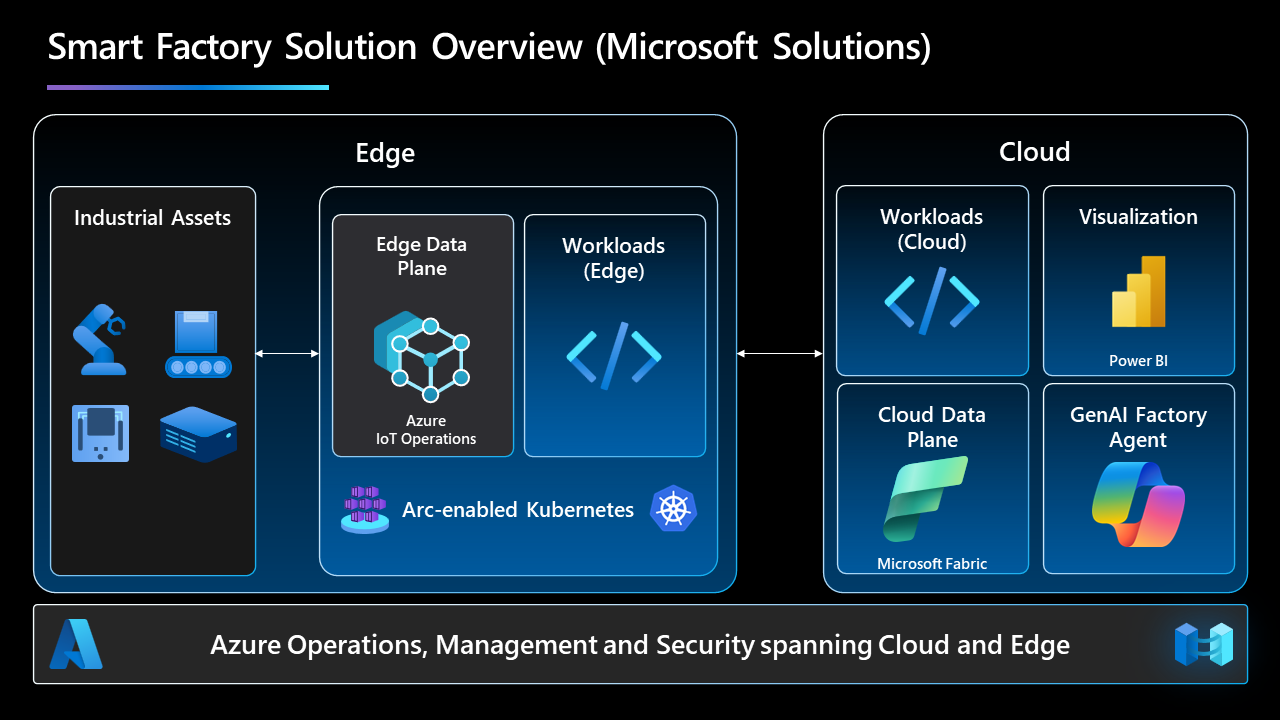 Smart Factory Solution Overview (Microsoft Solutions)
Edge
Industrial Assets
Edge Data
Plane
Azure
IoT Operations
Workloads
(Edge)
Arc-enabled Kubernetes
Cloud
Workloads
(Cloud)
Visualization
Power BI
Cloud Data
Plane
Microsoft Fabric
GenAI Factory
Agent
Azure Operations, Management and Security spanning Cloud and Edge